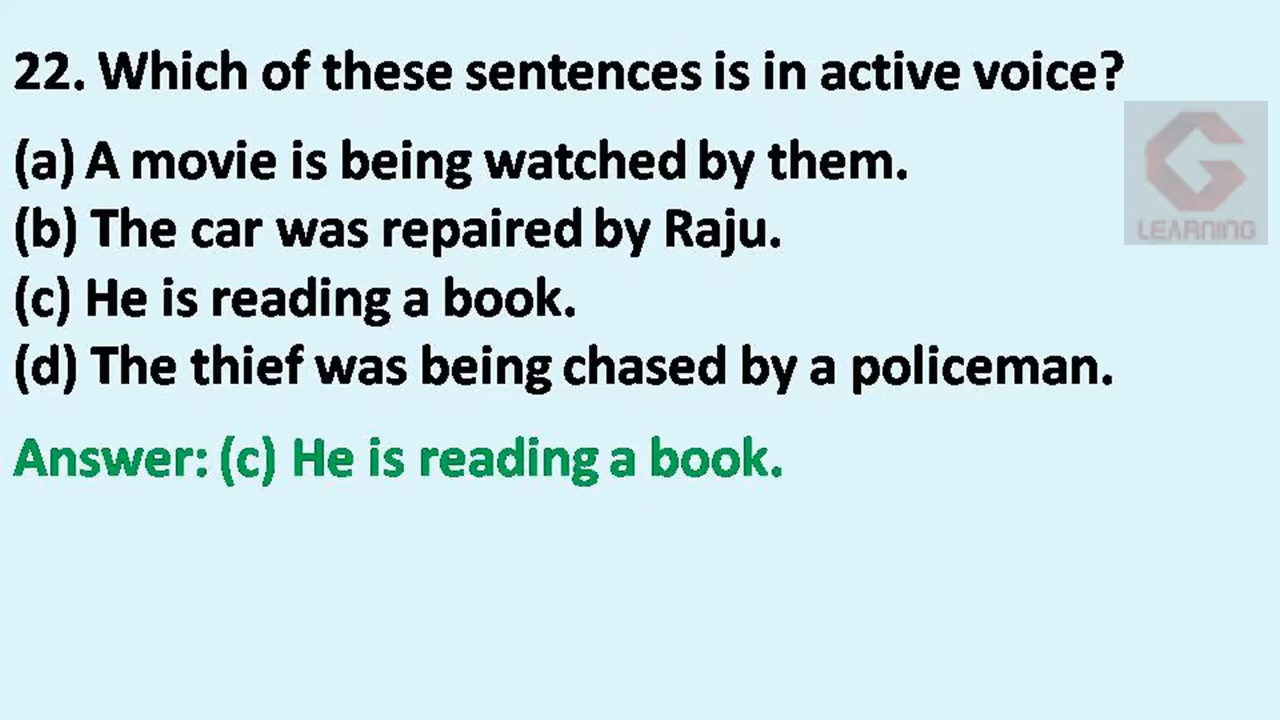 22. Which of these sentences is in active voice?
(a) A movie is being watched by them.
(b) The car was repaired by Raju.
(c) He is reading a book.
(d) The thief was being chased by a policeman.
Answer: (c) He is reading a book.
G
LEARNING